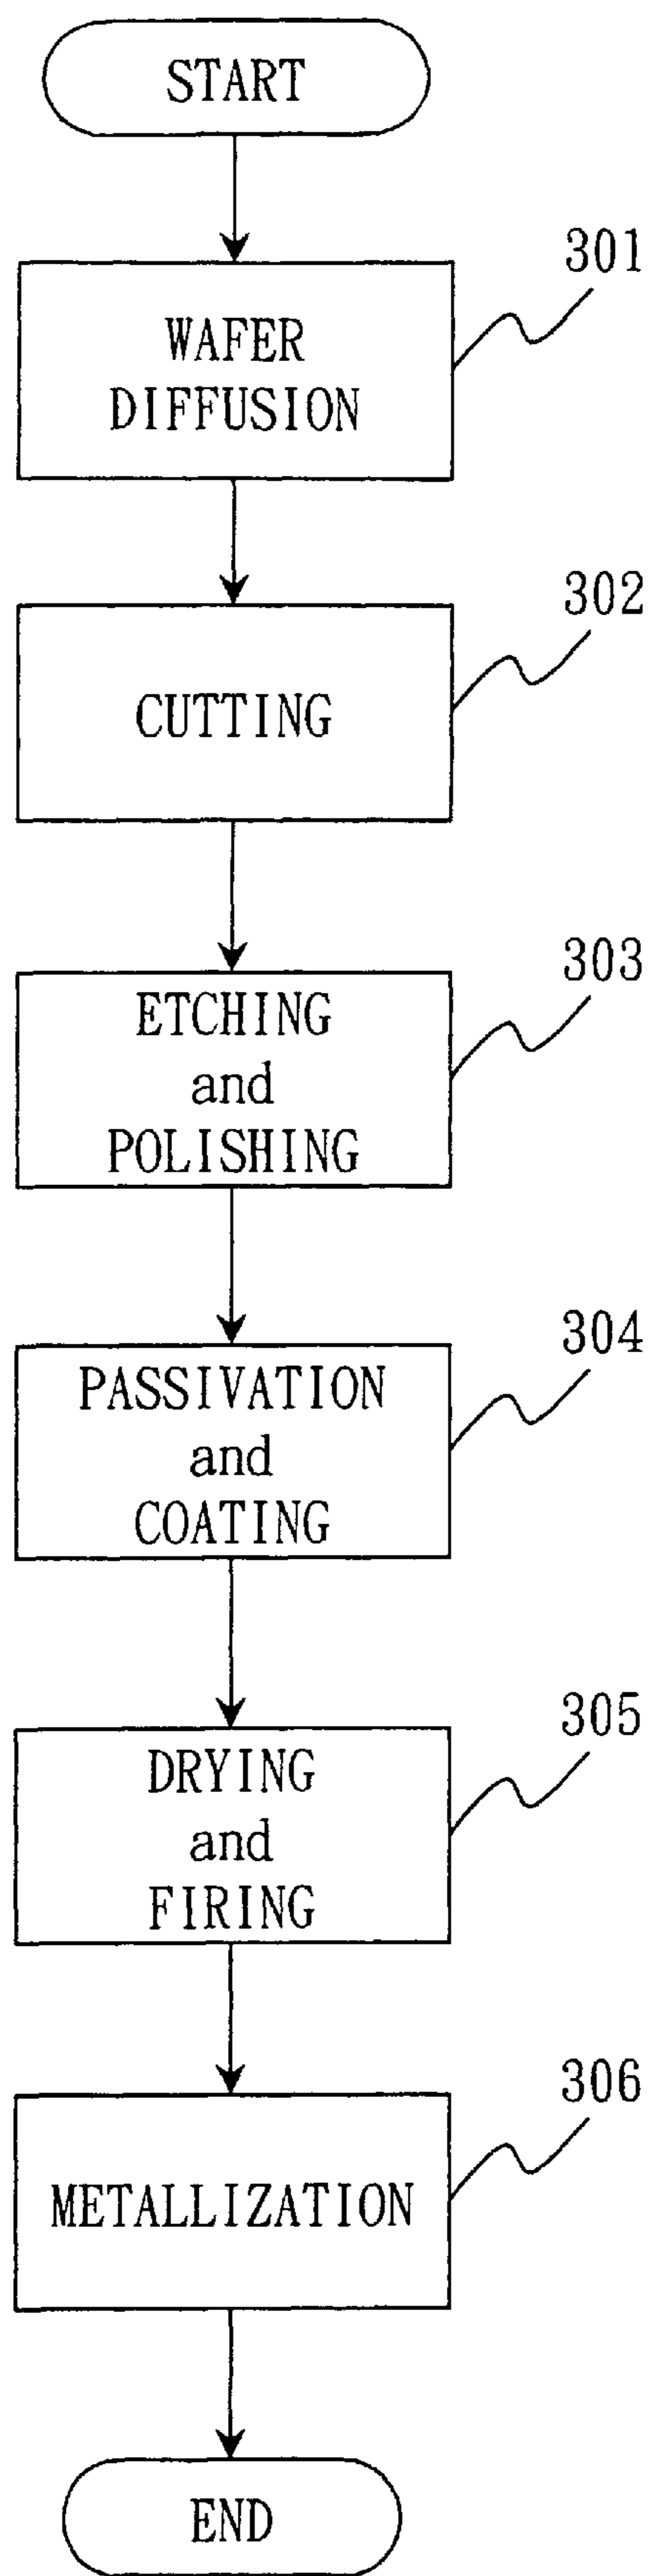 START
301
WAFER
DIFFUSION
302
CUTTING
303
ETCHING
and
POLISHING
304
PASSIVATION
and
COATING
305
DRYING
and
FIRING
306
METALLIZATION
END